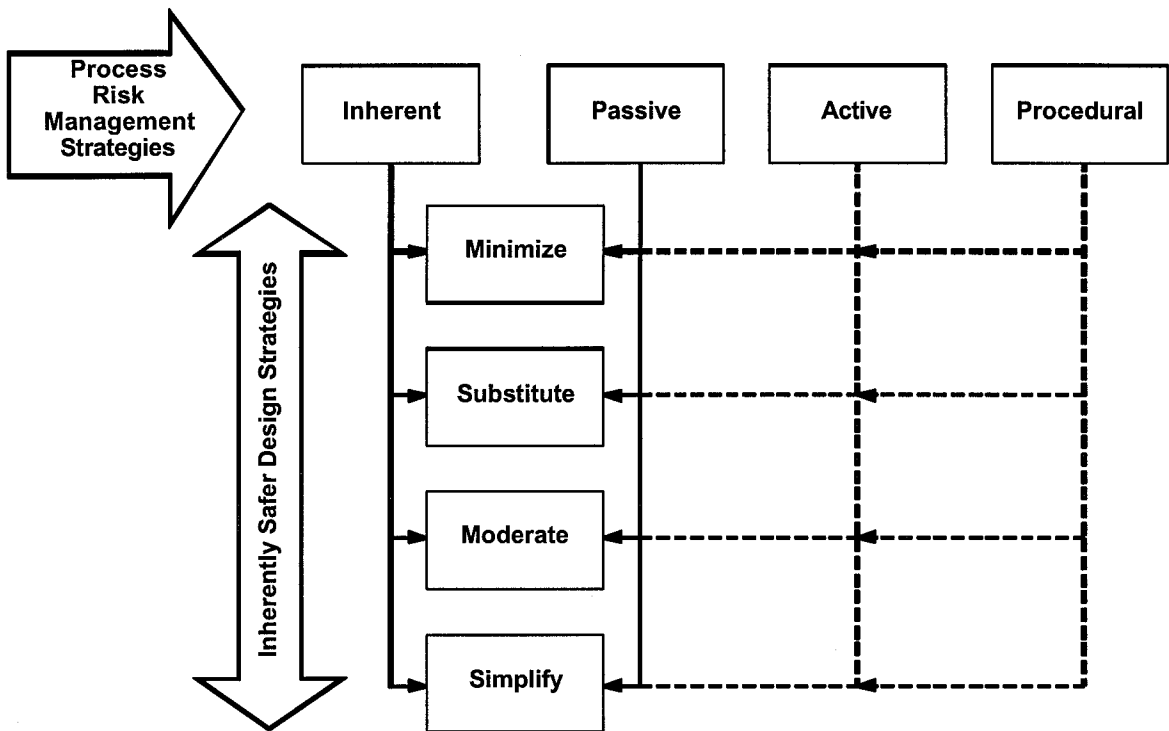 Process
Risk
Management
Strategies
Inherent
Passive
Active
Procedural
Inherently Safer Design Strategies
Minimize
Substitute
Moderate
Simplify